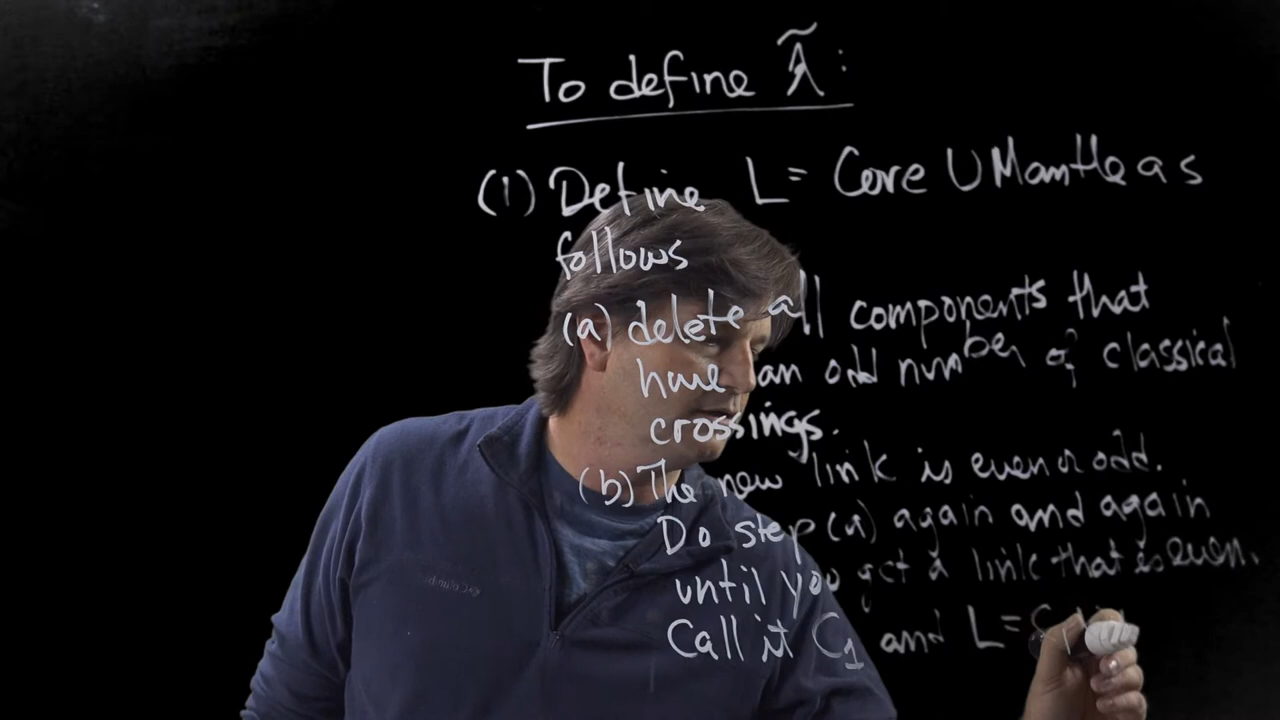 To define λ̃:
(1) Define L = Core ∪ Mantle as
follows
(a) delete all components that
have an odd number of classical
crossings.
(b) The new link is even or odd.
Do step (a) again and again
until you get a link that is even.
Call it C₁ and L =